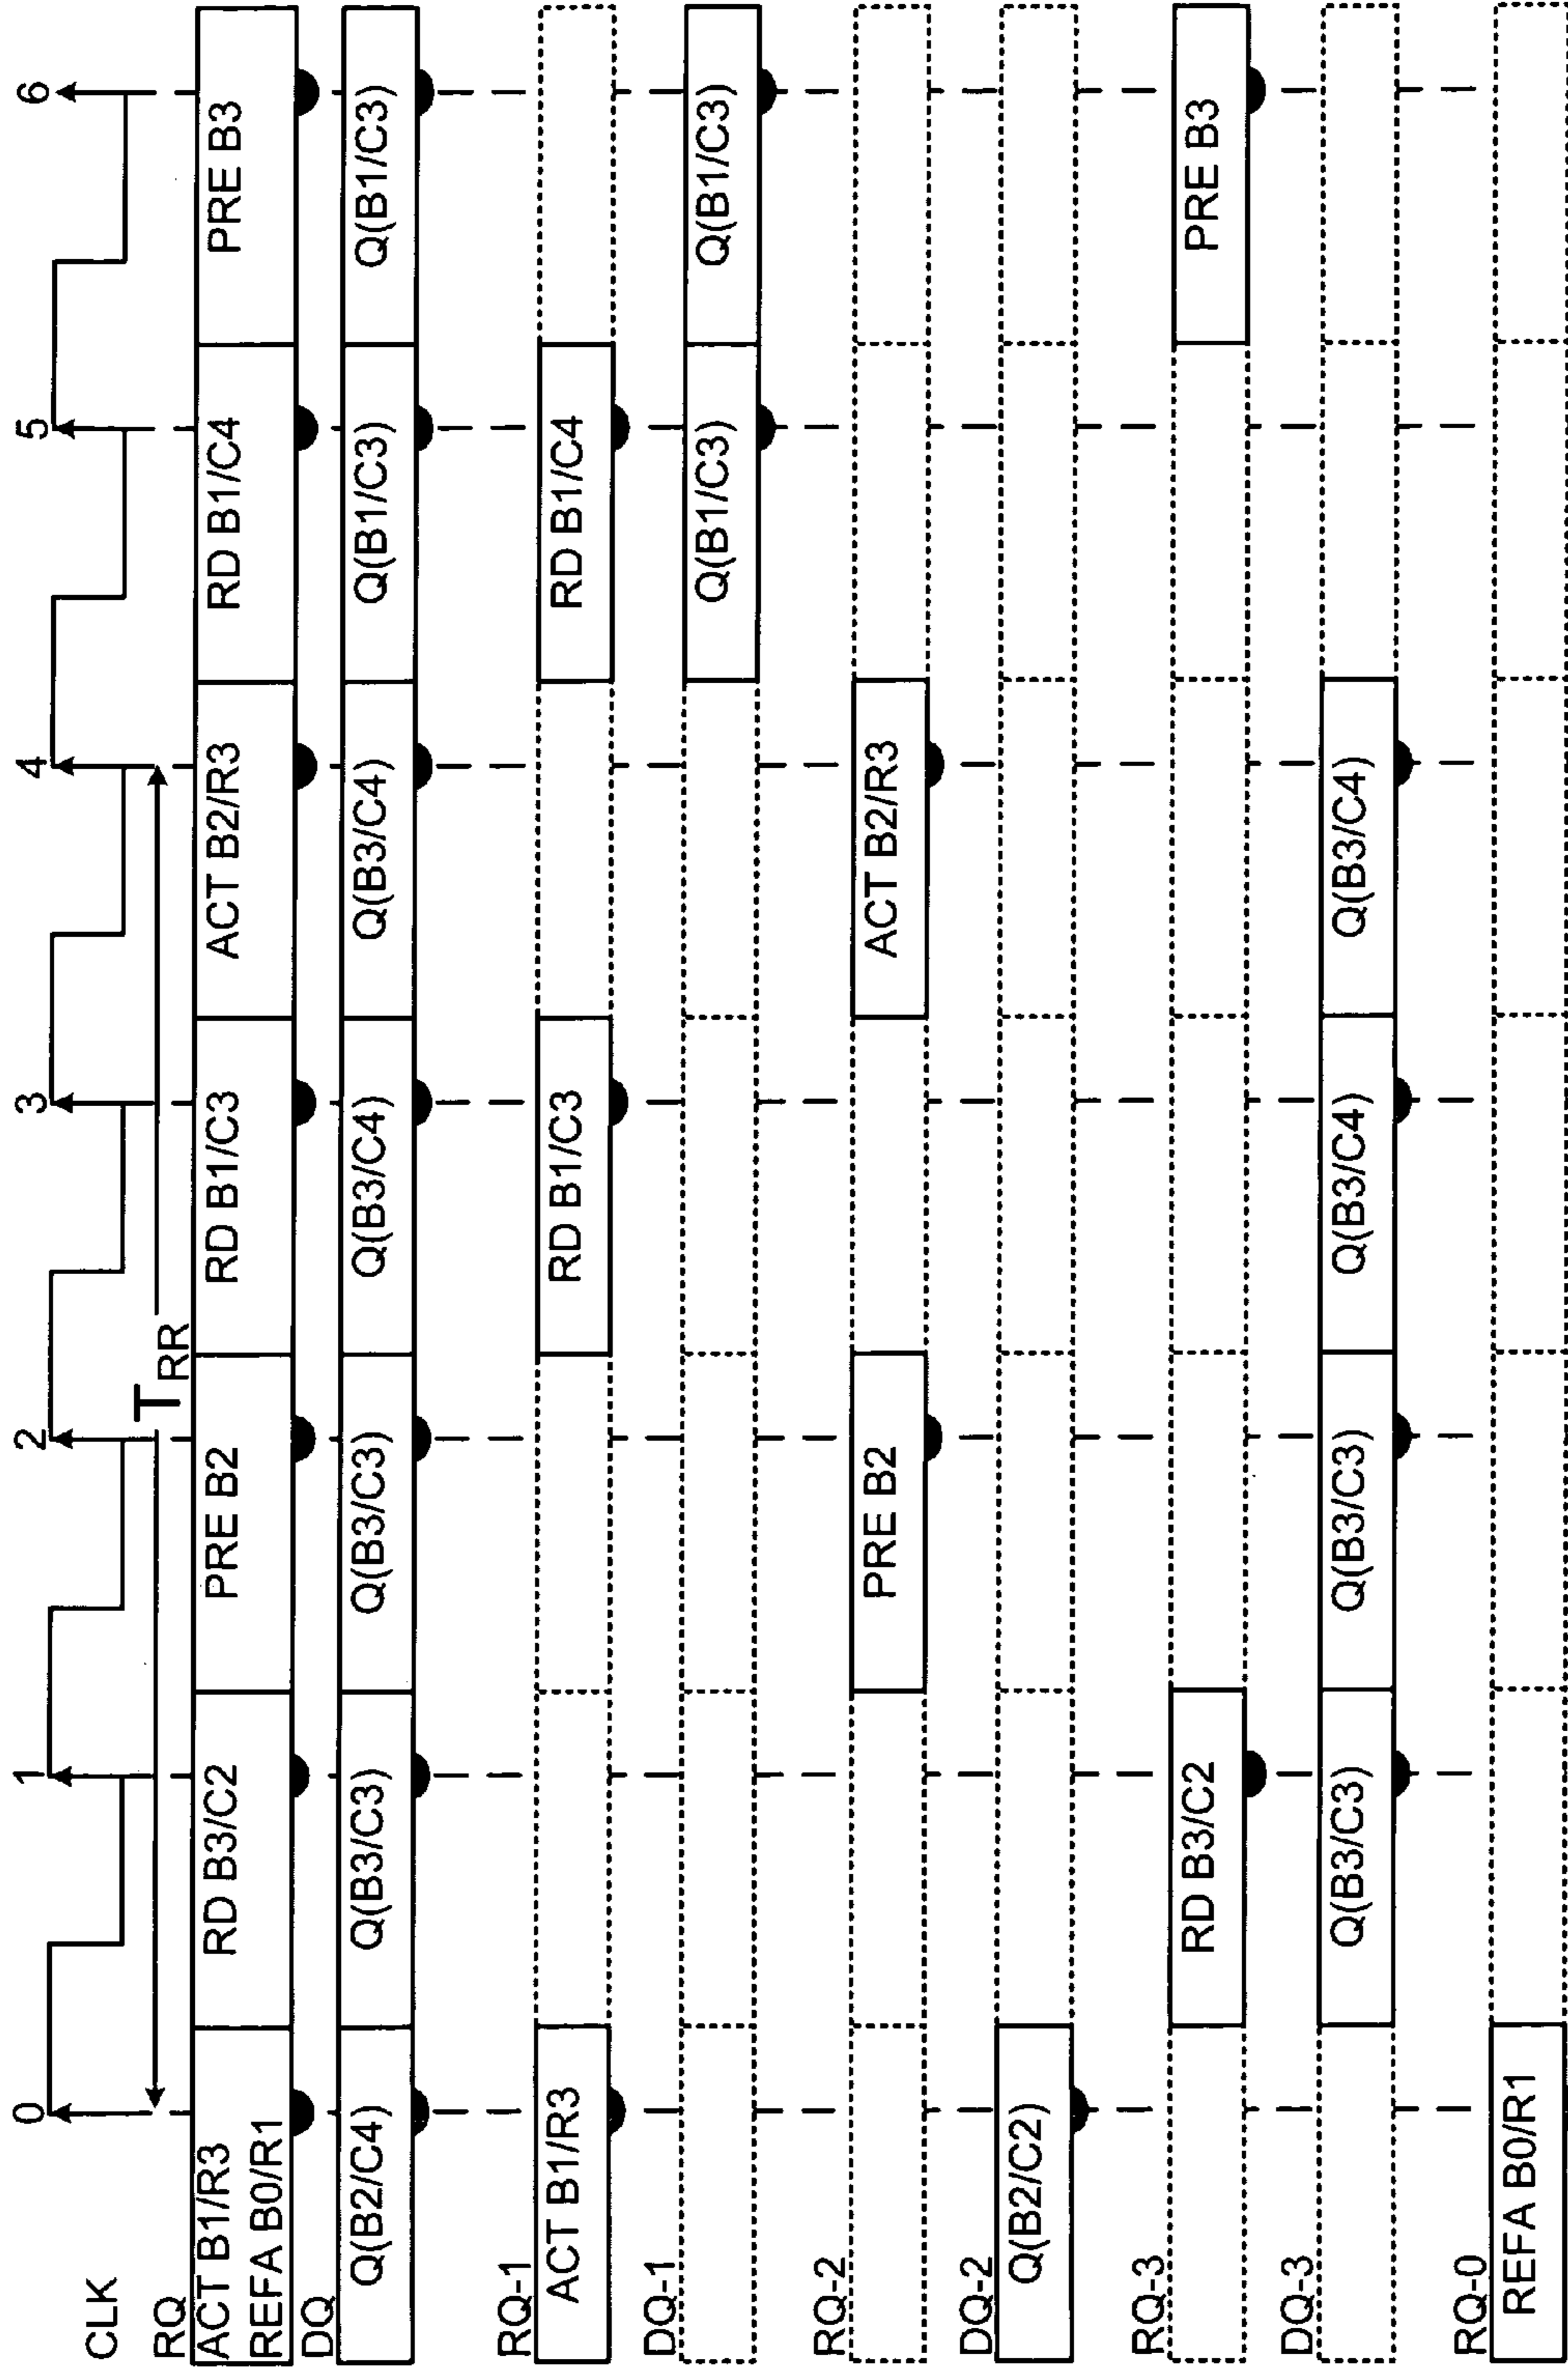 0 1 2 3 4 5 6
CLK
T RR
RQ
ACT B1/R3 RD B3/C2 PRE B2 RD B1/C3 ACT B2/R3 RD B1/C4 PRE B3
REFA B0/R1
DQ
Q(B2/C4) Q(B3/C3) Q(B3/C3) Q(B3/C4) Q(B3/C4) Q(B1/C3) Q(B1/C3)
RQ-1
ACT B1/R3 RD B1/C3 RD B1/C4
DQ-1
Q(B1/C3) Q(B1/C3)
RQ-2
PRE B2 ACT B2/R3
DQ-2
Q(B2/C2)
RQ-3
RD B3/C2 PRE B3
DQ-3
Q(B3/C3) Q(B3/C3) Q(B3/C4) Q(B3/C4)
RQ-0
REFA B0/R1